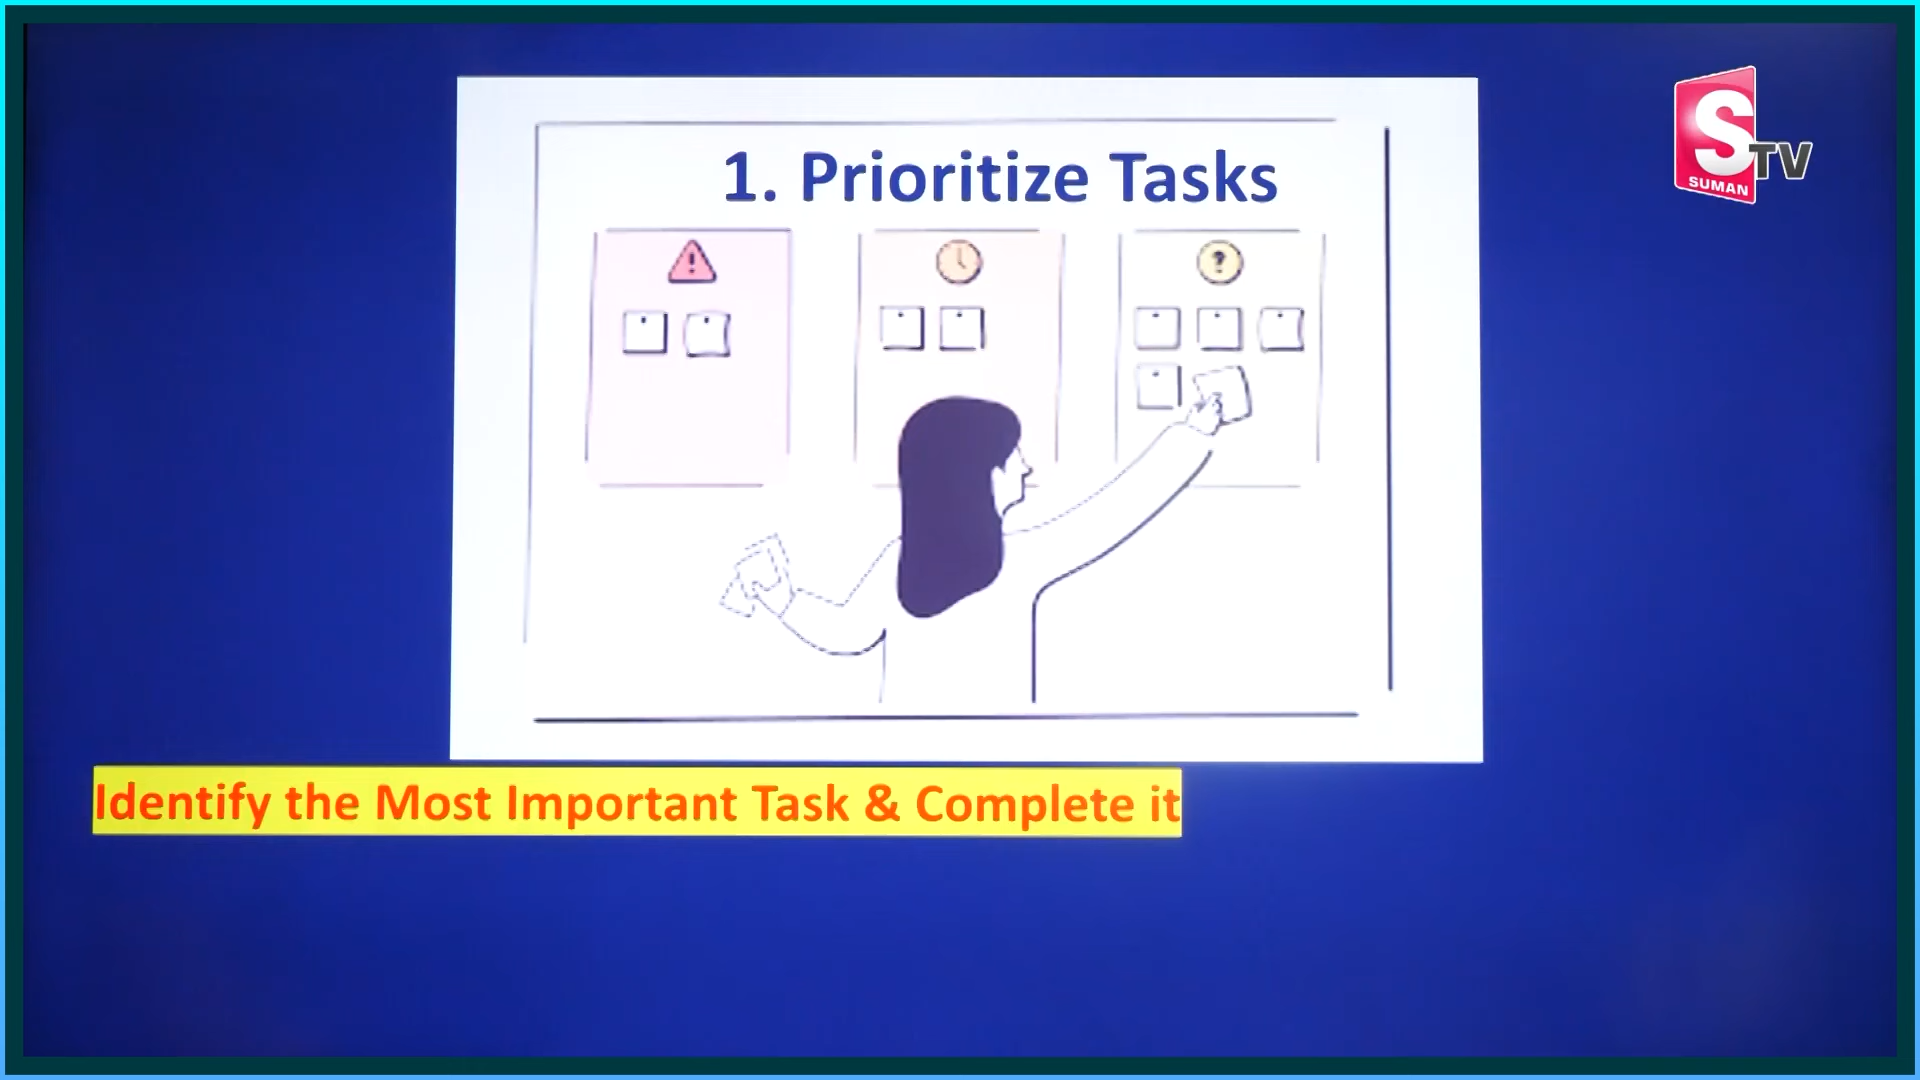 1. Prioritize Tasks
S
TV
SUMAN
Identify the Most Important Task & Complete it